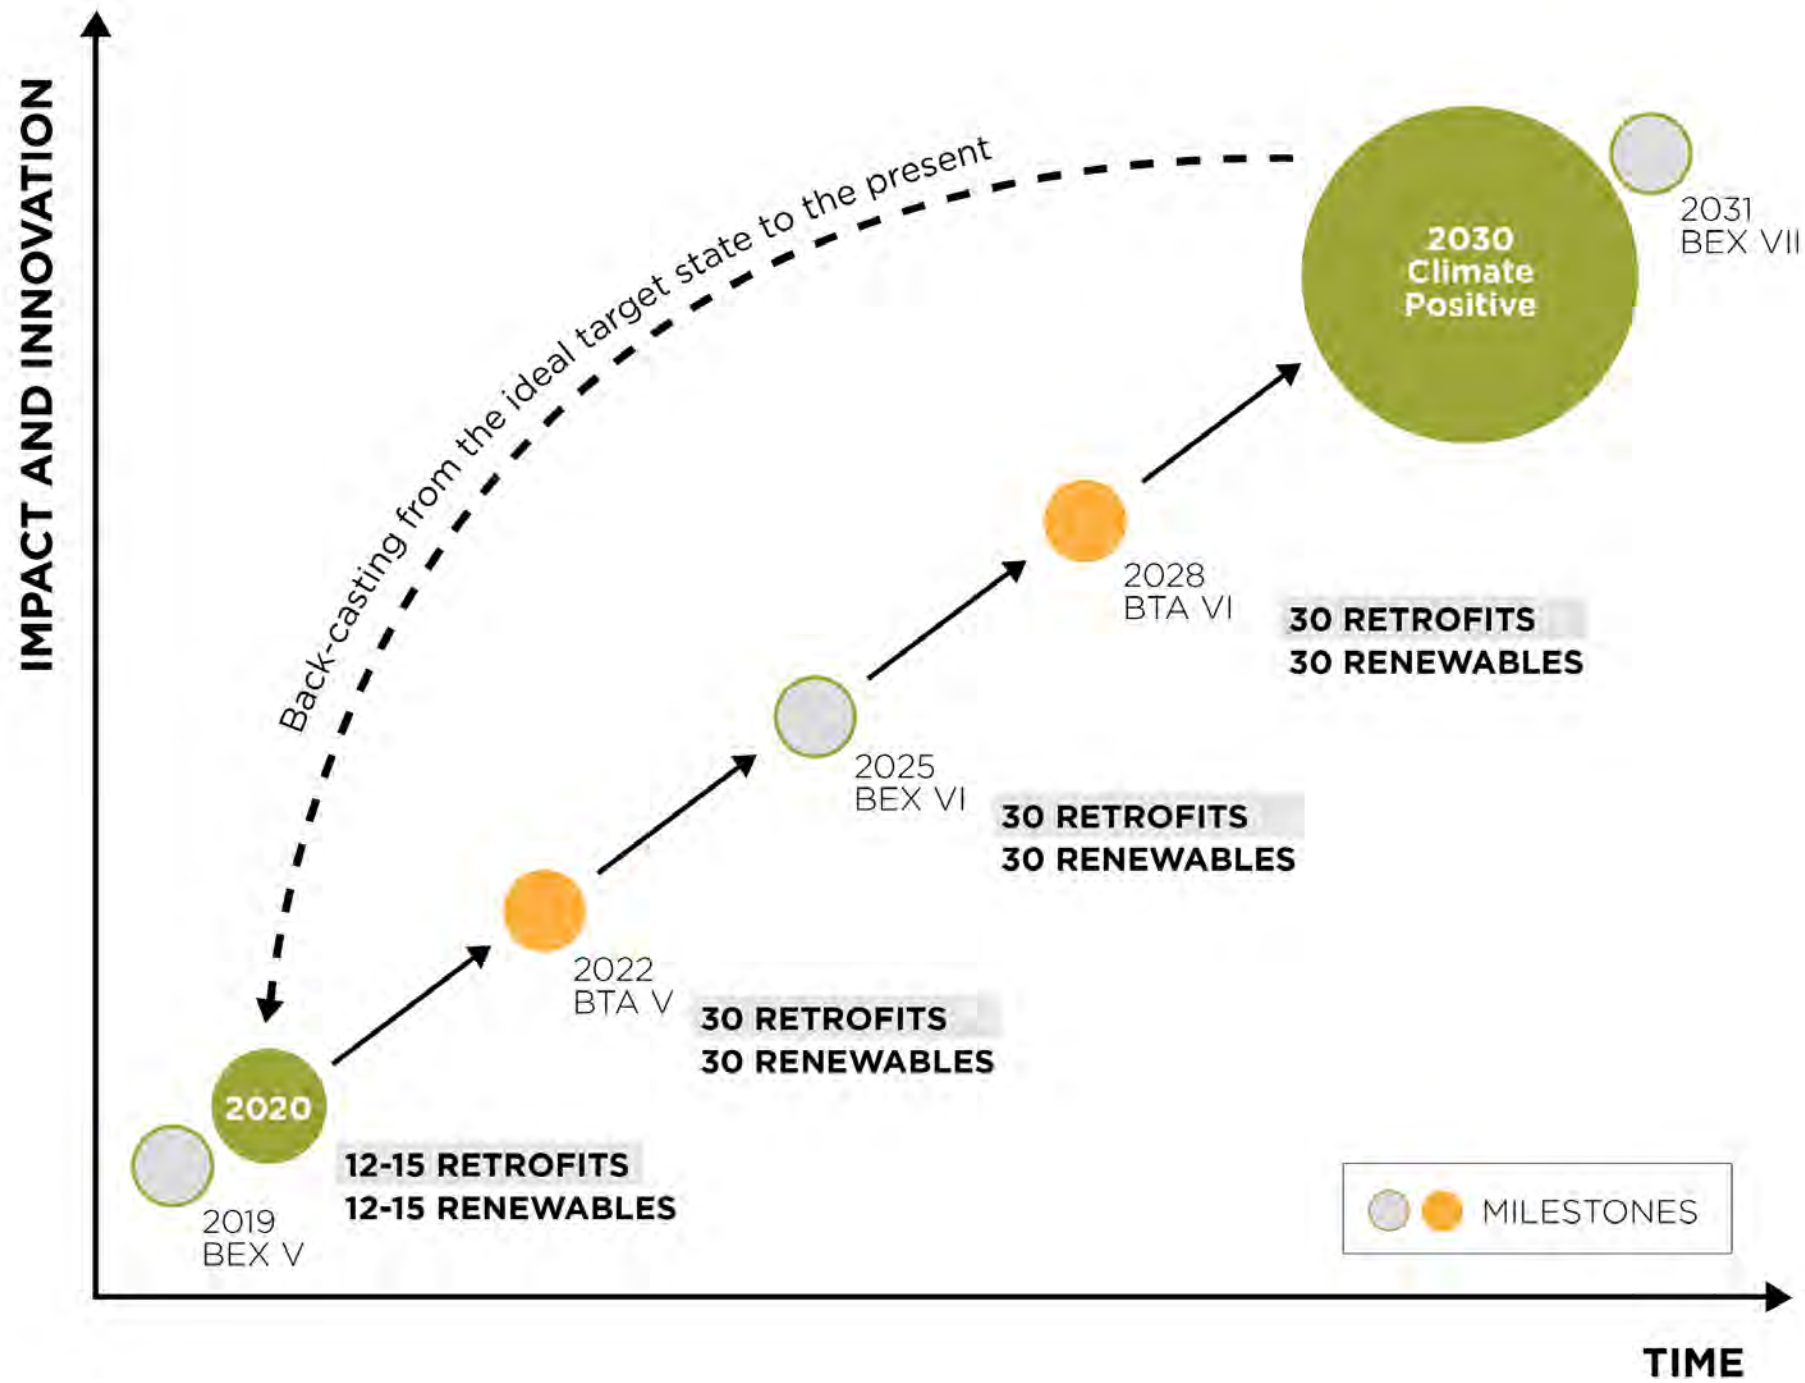 IMPACT AND INNOVATION
Back-casting from the ideal target state to the present
2030
Climate
Positive
2031
BEX VII
2028
BTA VI
30 RETROFITS
30 RENEWABLES
2025
BEX VI
30 RETROFITS
30 RENEWABLES
2022
BTA V
30 RETROFITS
30 RENEWABLES
2020
12-15 RETROFITS
12-15 RENEWABLES
2019
BEX V
MILESTONES
TIME